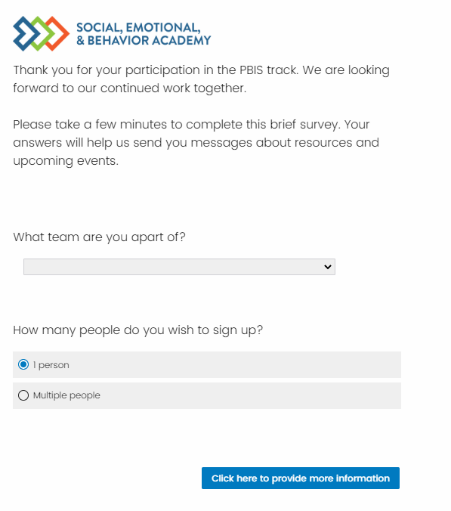 SOCIAL, EMOTIONAL,
& BEHAVIOR ACADEMY
Thank you for your participation in the PBIS track. We are looking
forward to our continued work together.
Please take a few minutes to complete this brief survey. Your
answers will help us send you messages about resources and
upcoming events.
What team are you apart of?
How many people do you wish to sign up?
1 person
Multiple people
Click here to provide more information